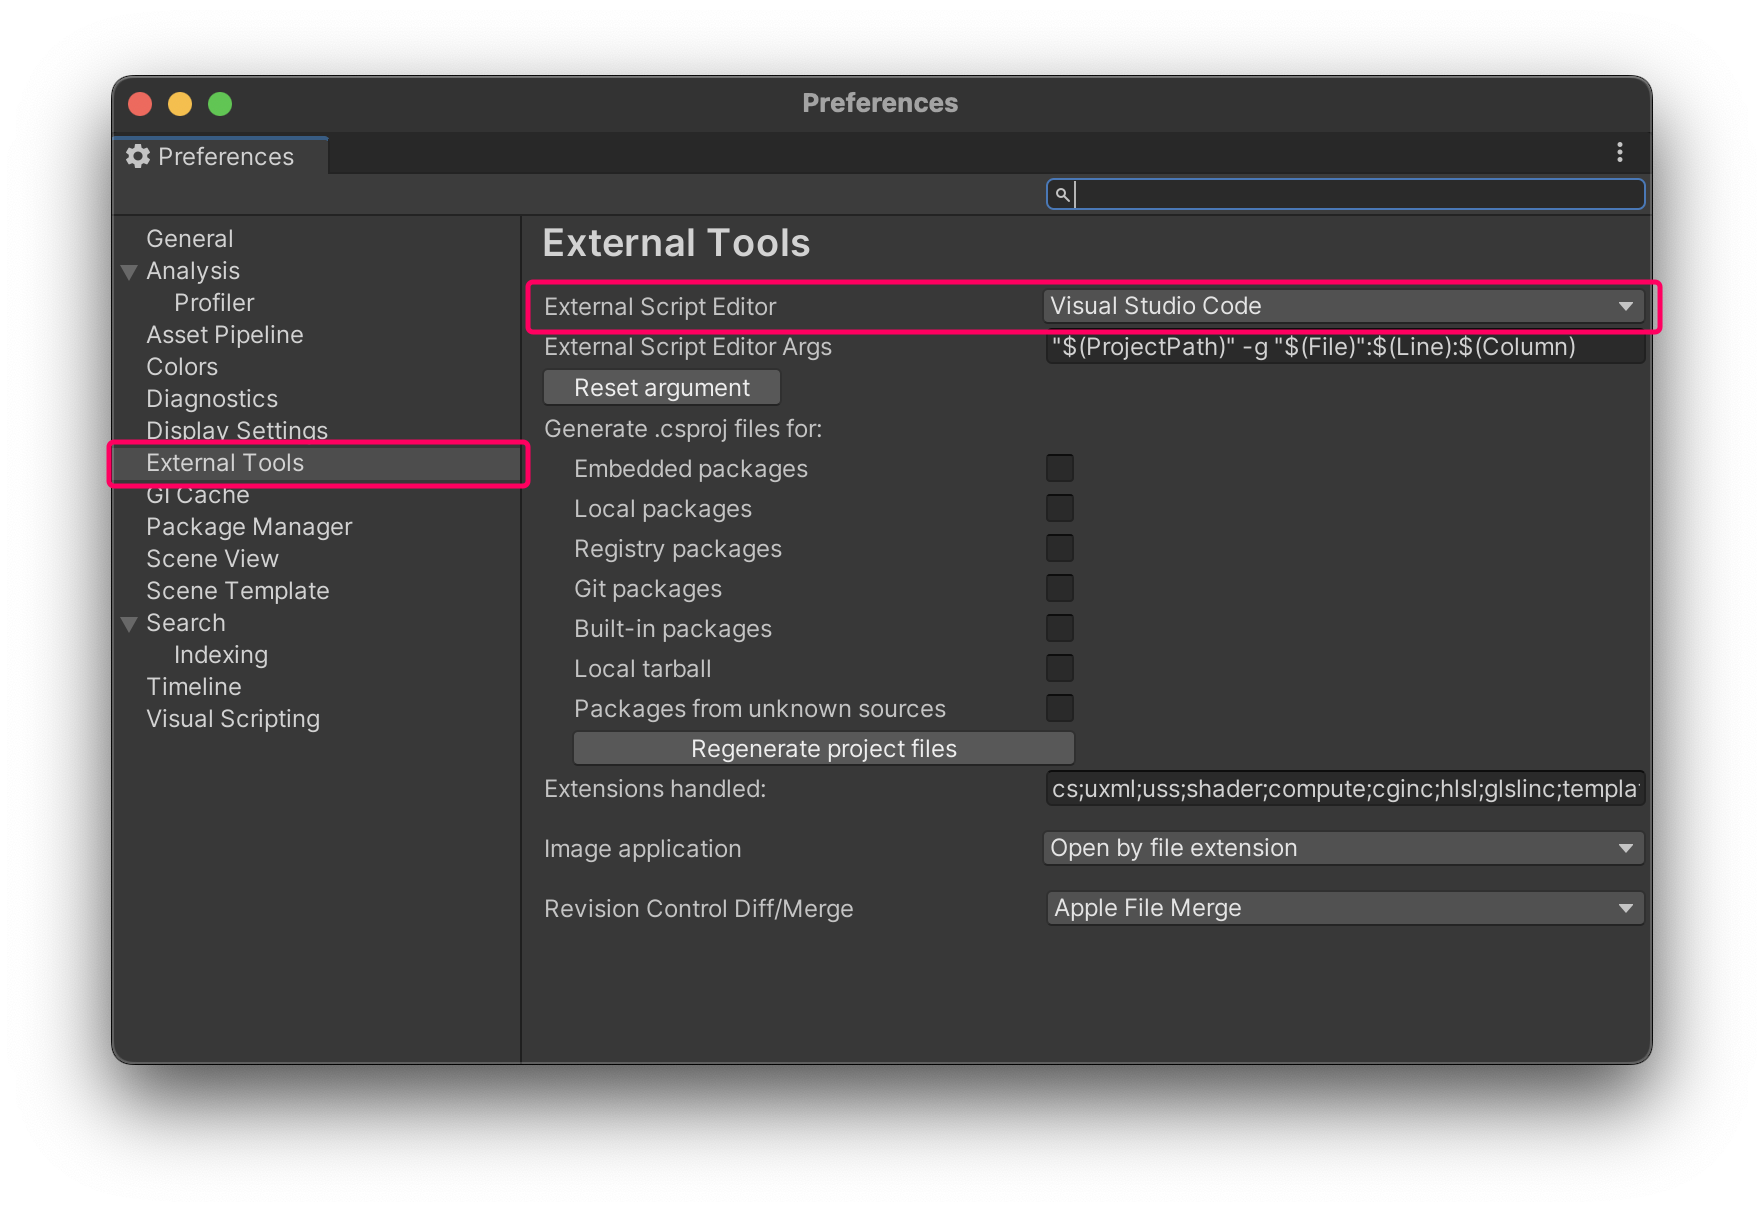 Preferences
Preferences
General
Analysis
Profiler
Asset Pipeline
Colors
Diagnostics
Display Settings
External Tools
GI Cache
Package Manager
Scene View
Scene Template
Search
Indexing
Timeline
Visual Scripting
External Tools
External Script Editor Visual Studio Code
External Script Editor Args "$(ProjectPath)" -g "$(File)":$(Line):$(Column)
Reset argument
Generate .csproj files for:
Embedded packages
Local packages
Registry packages
Git packages
Built-in packages
Local tarball
Packages from unknown sources
Regenerate project files
Extensions handled: cs;uxml;uss;shader;compute;cginc;hlsl;glslinc;templa
Image application Open by file extension
Revision Control Diff/Merge Apple File Merge